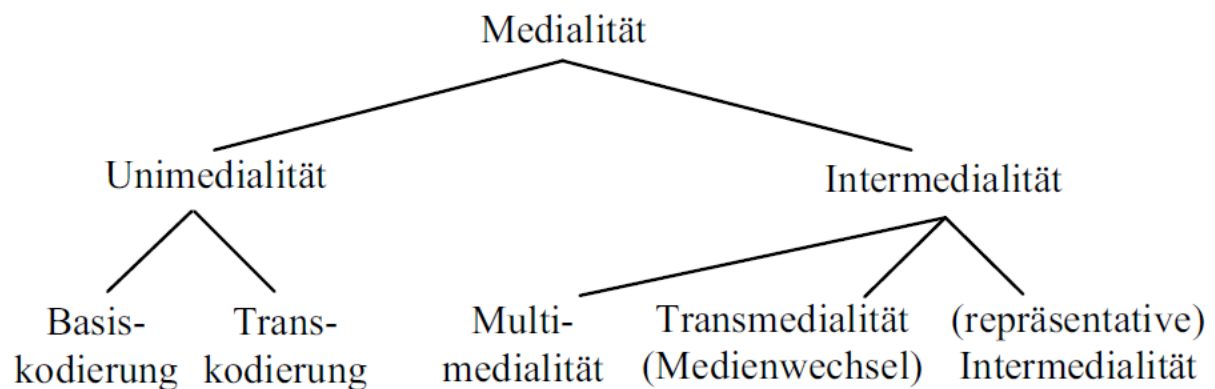 Medialität
Unimedialität
Intermedialität
Basis-
kodierung
Trans-
kodierung
Multi-
medialität
Transmedialität
(Medienwechsel)
(repräsentative)
Intermedialität